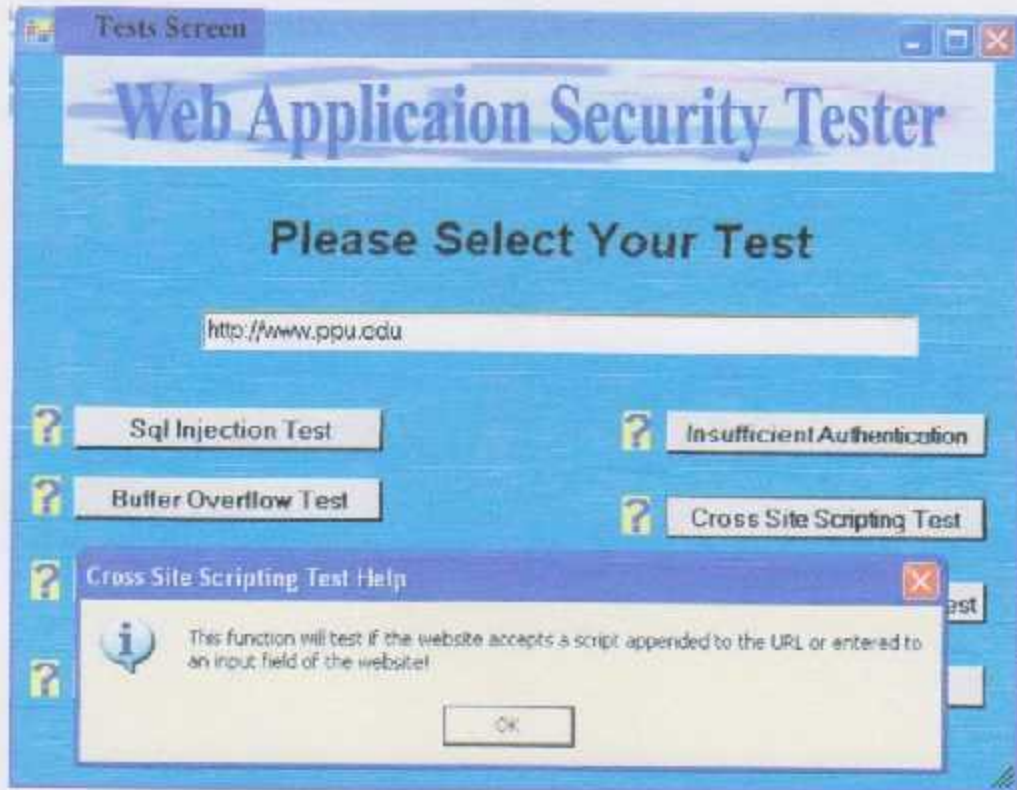 Tests Screen
Web Applicaion Security Tester
Please Select Your Test
http://www.ppu.edu
Sql Injection Test
Insufficient Authentication
Buffer Overflow Test
Cross Site Scripting Test
Cross Site Scripting Test Help
est
This function will test if the website accepts a script appended to the URL or entered to
an input field of the website!
OK